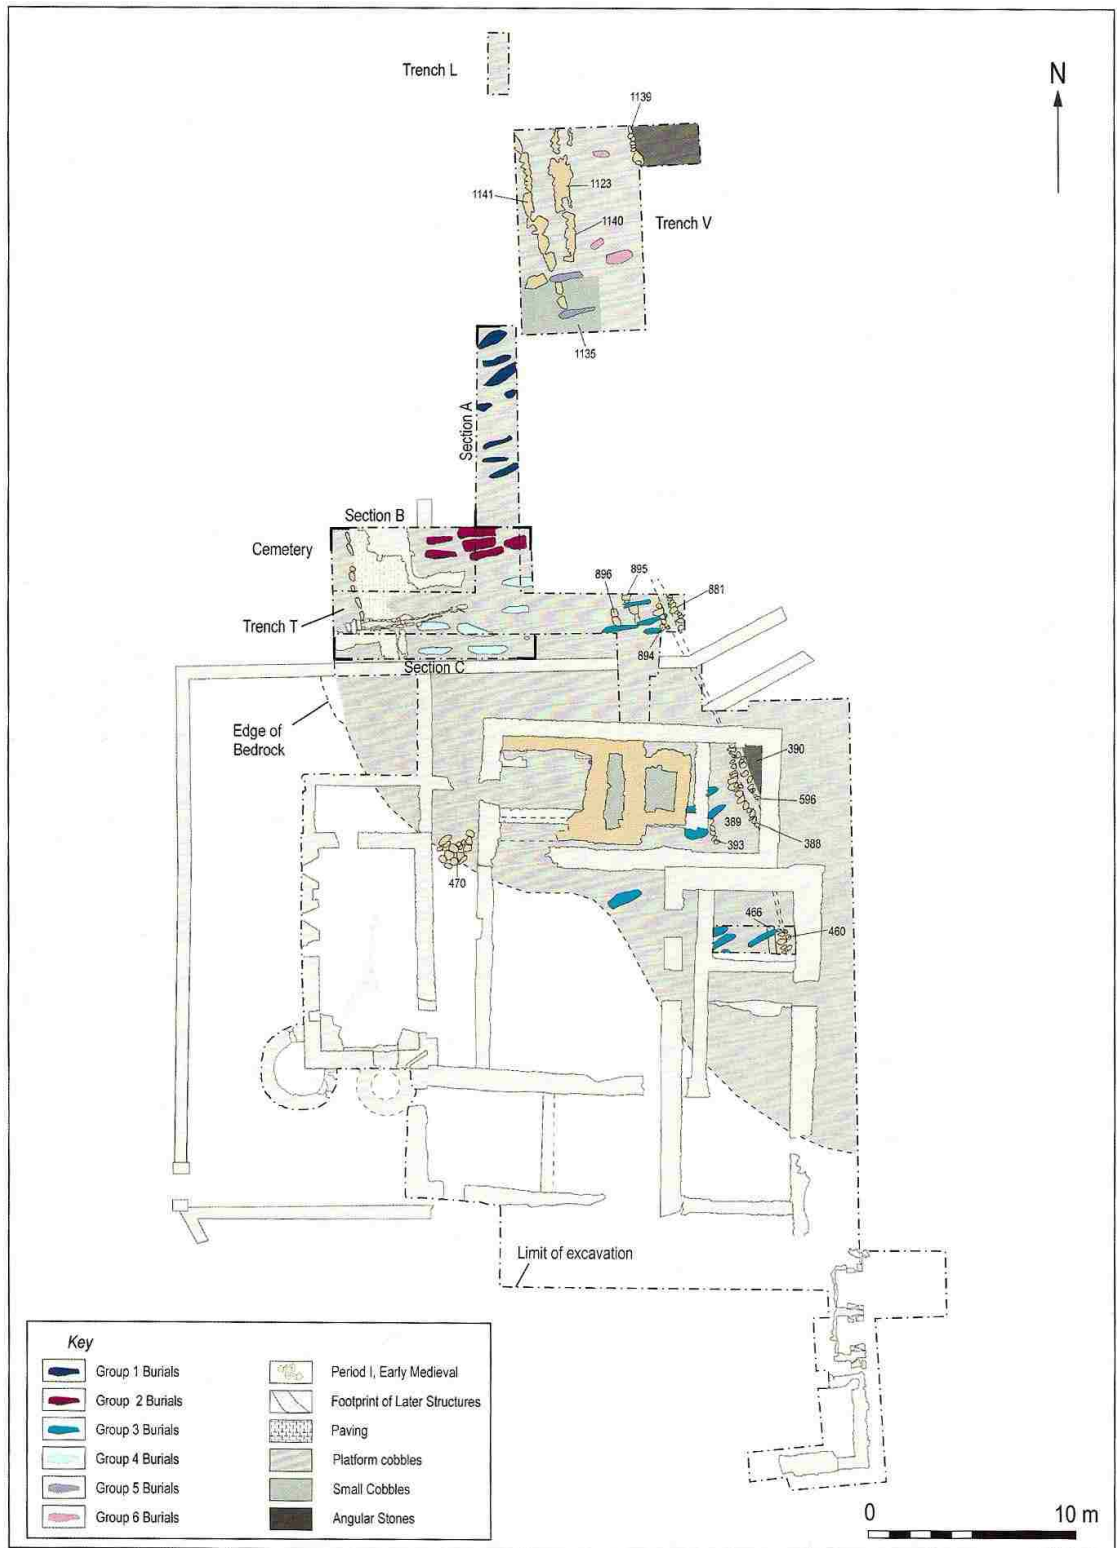 Trench L
N
1139
1123
1141
1140
Trench V
1135
Section A
Section B
Cemetery
896
895
881
Trench T
894
Section C
Edge of
Bedrock
390
596
389
393
388
470
466
460
Limit of excavation
Key
Group 1 Burials
Group 2 Burials
Group 3 Burials
Group 4 Burials
Group 5 Burials
Group 6 Burials
Period I, Early Medieval
Footprint of Later Structures
Paving
Platform cobbles
Small Cobbles
Angular Stones
0 10 m